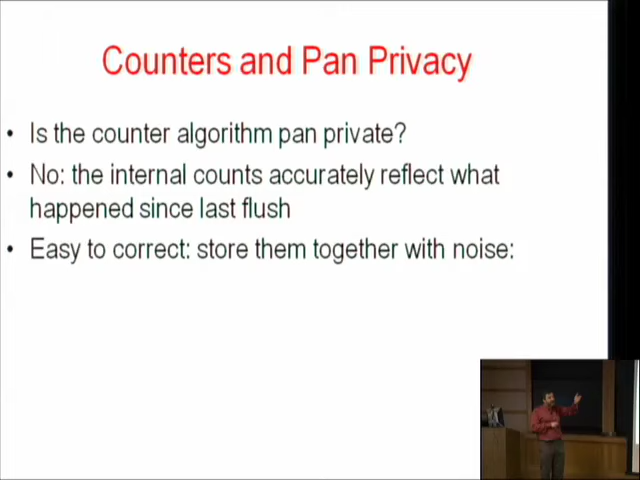 Counters and Pan Privacy
• Is the counter algorithm pan private?
• No: the internal counts accurately reflect what
happened since last flush
• Easy to correct: store them together with noise: